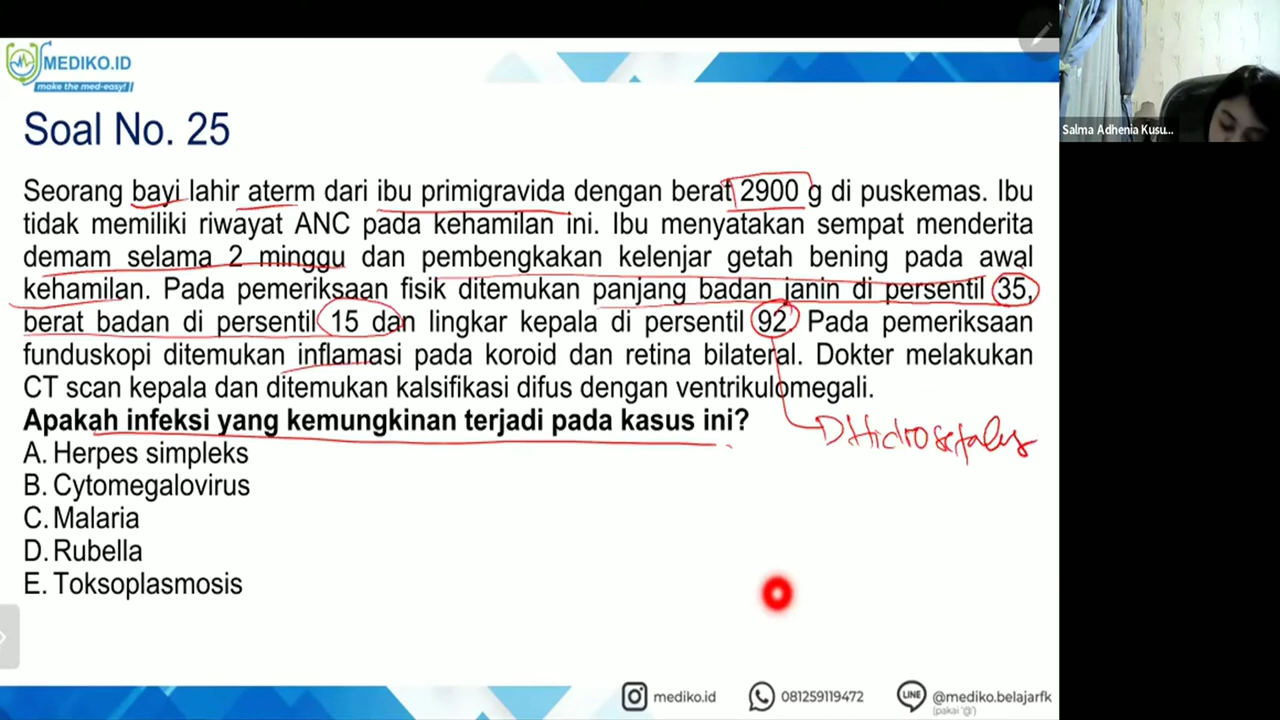 MEDIKO.ID
make the med-easy!
Salma Adhenia Kusu...
Soal No. 25
Seorang bayi lahir aterm dari ibu primigravida dengan berat 2900 g di puskemas. Ibu
tidak memiliki riwayat ANC pada kehamilan ini. Ibu menyatakan sempat menderita
demam selama 2 minggu dan pembengkakan kelenjar getah bening pada awal
kehamilan. Pada pemeriksaan fisik ditemukan panjang badan janin di persentil 35,
berat badan di persentil 15 dan lingkar kepala di persentil 92. Pada pemeriksaan
funduskopi ditemukan inflamasi pada koroid dan retina bilateral. Dokter melakukan
CT scan kepala dan ditemukan kalsifikasi difus dengan ventrikulomegali.
Apakah infeksi yang kemungkinan terjadi pada kasus ini?
Hidrosefalus
A. Herpes simpleks
B. Cytomegalovirus
C. Malaria
D. Rubella
E. Toksoplasmosis
mediko.id
081259119472
LINE
@mediko.belajarfk
(pakai '@')